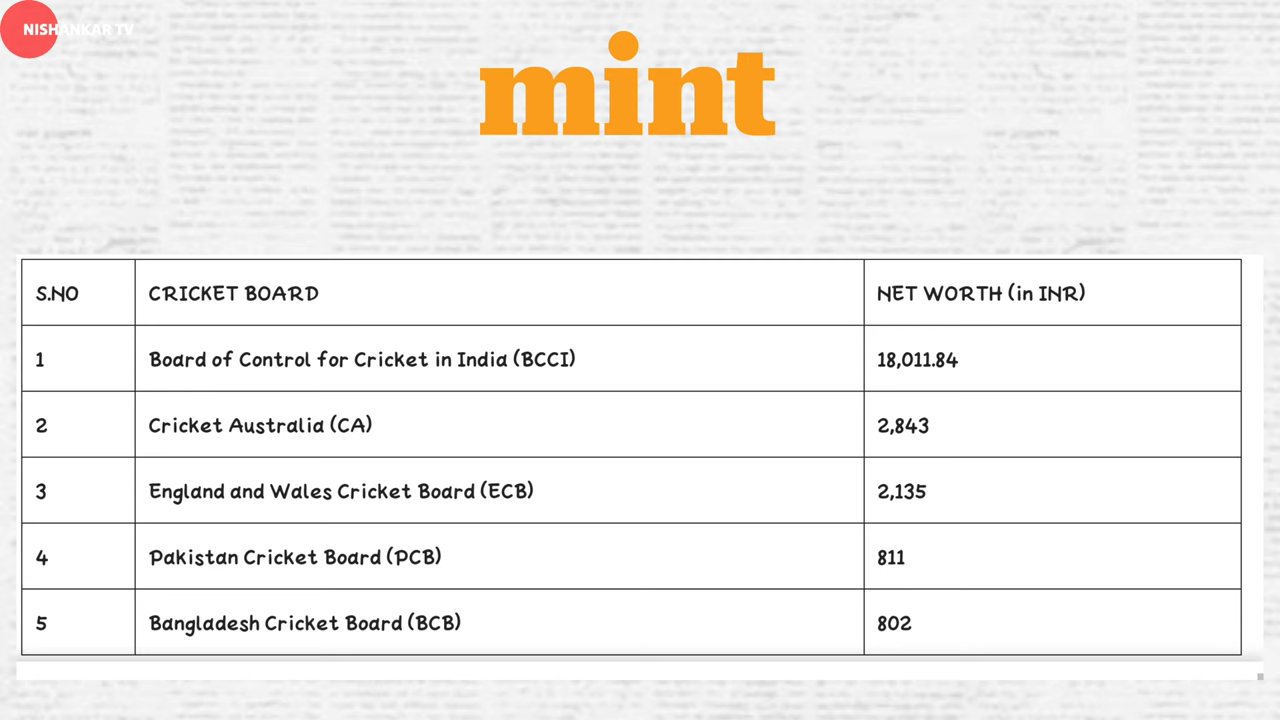 NISHANKAR TV
mint
S.NO CRICKET BOARD NET WORTH (in INR)
1 Board of Control for Cricket in India (BCCI) 18,011.84
2 Cricket Australia (CA) 2,843
3 England and Wales Cricket Board (ECB) 2,135
4 Pakistan Cricket Board (PCB) 811
5 Bangladesh Cricket Board (BCB) 802